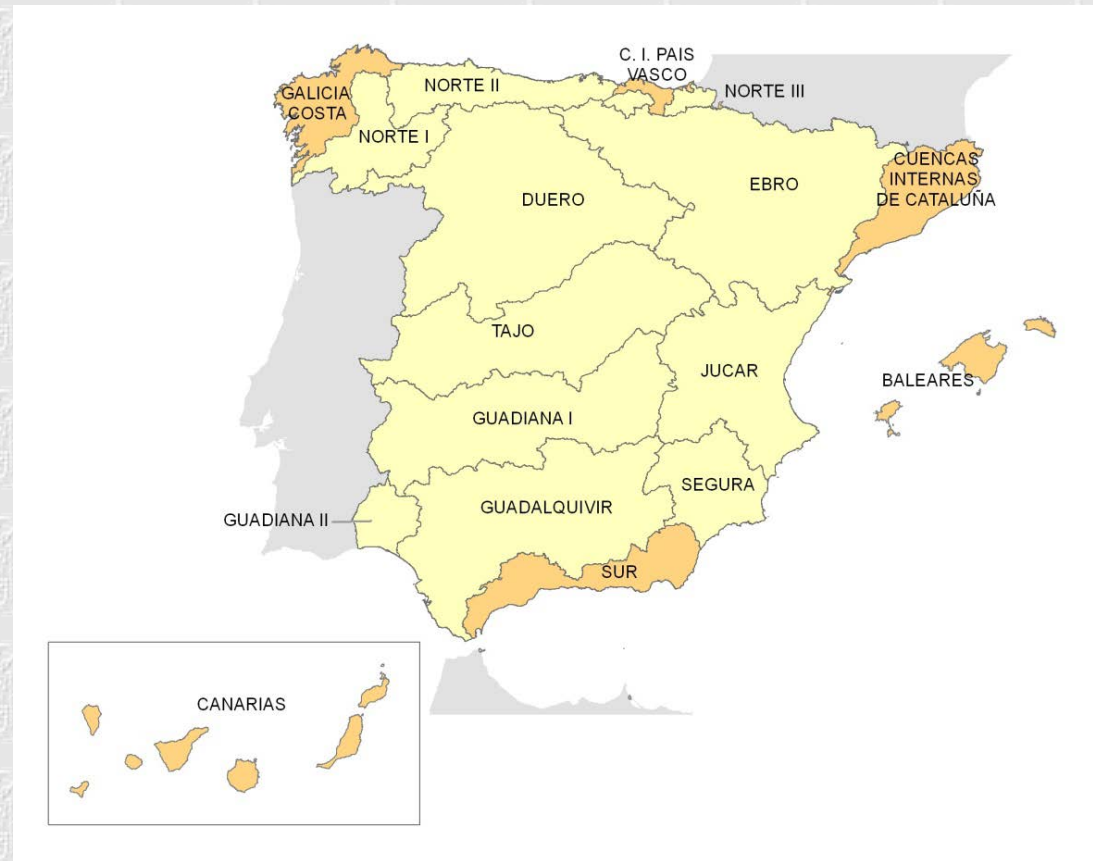 C. I. PAIS
VASCO
NORTE II
NORTE III
GALICIA
COSTA
NORTE I
CUENCAS
INTERNAS
DE CATALUÑA
EBRO
DUERO
TAJO
JUCAR
BALEARES
GUADIANA I
SEGURA
GUADALQUIVIR
GUADIANA II
SUR
CANARIAS